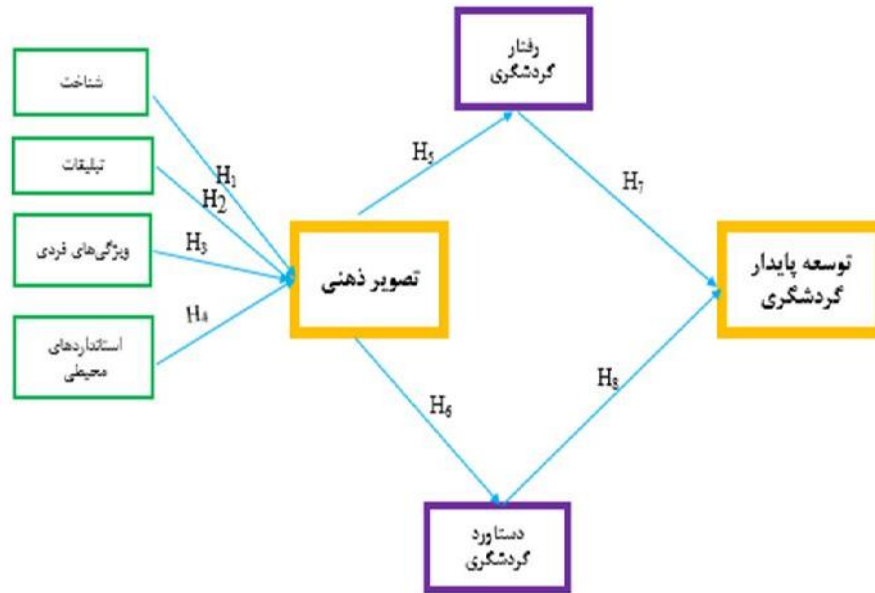 رفتار
گردشگری
شناخت
تبلیقات
ویژگی‌های فردی
استانداردهای
محیطی
H1
H2
H3
H4
تصویر ذهنی
H5
H6
دستاورد
گردشگری
H7
H8
توسعه پایدار
گردشگری